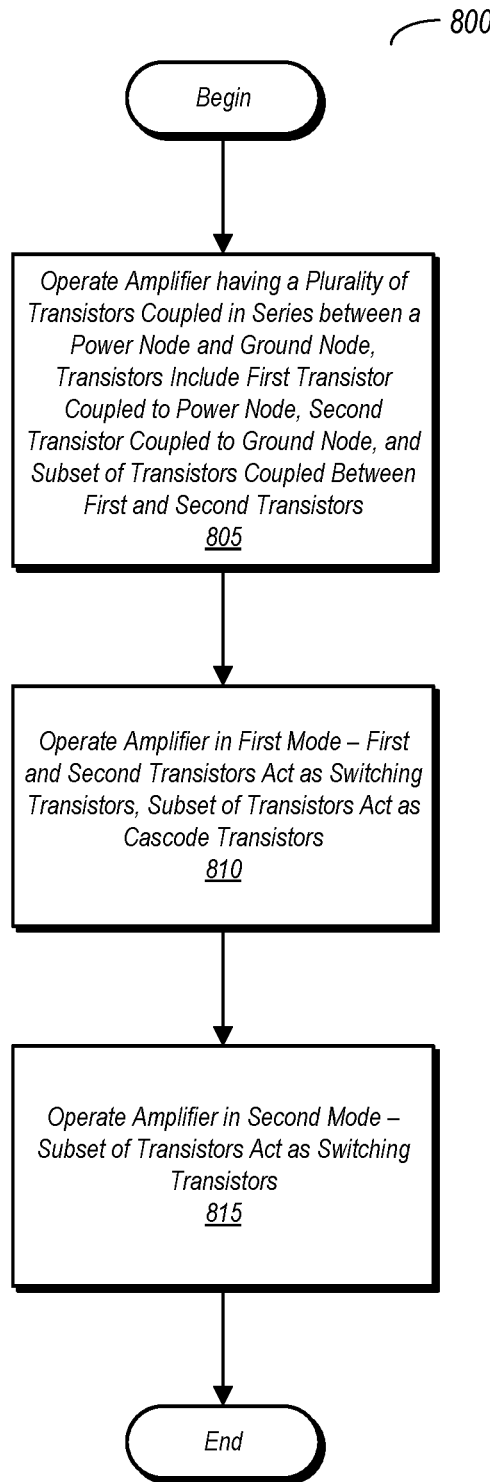 800
Begin
Operate Amplifier having a Plurality of
Transistors Coupled in Series between a
Power Node and Ground Node,
Transistors Include First Transistor
Coupled to Power Node, Second
Transistor Coupled to Ground Node, and
Subset of Transistors Coupled Between
First and Second Transistors
805
Operate Amplifier in First Mode – First
and Second Transistors Act as Switching
Transistors, Subset of Transistors Act as
Cascode Transistors
810
Operate Amplifier in Second Mode –
Subset of Transistors Act as Switching
Transistors
815
End